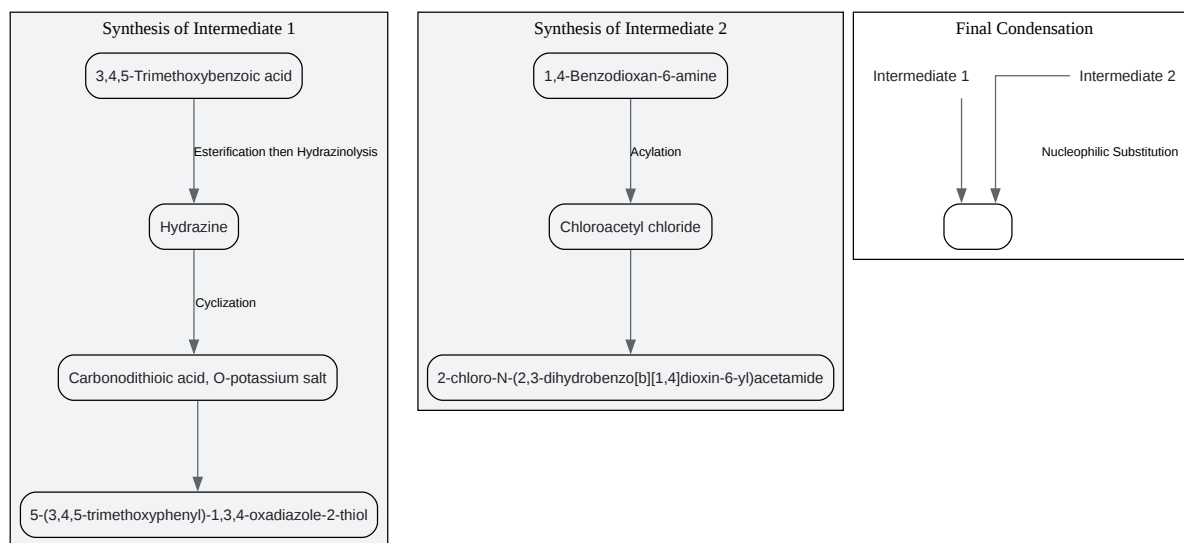 Synthesis of Intermediate 1
3,4,5-Trimethoxybenzoic acid
Esterification then Hydrazinolysis
Hydrazine
Cyclization
Carbonodithioic acid, O-potassium salt
5-(3,4,5-trimethoxyphenyl)-1,3,4-oxadiazole-2-thiol
Synthesis of Intermediate 2
1,4-Benzodioxan-6-amine
Acylation
Chloroacetyl chloride
2-chloro-N-(2,3-dihydrobenzo[b][1,4]dioxin-6-yl)acetamide
Final Condensation
Intermediate 1
Intermediate 2
Nucleophilic Substitution